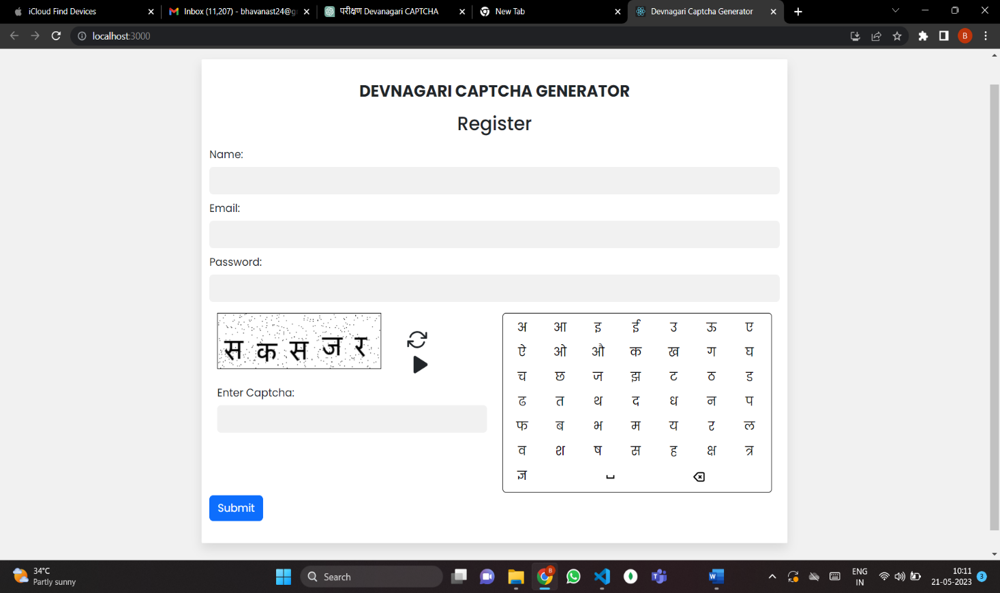 iCloud Find Devices
Inbox (11,207) - bhavanast24@g
परीक्षण Devanagari CAPTCHA
New Tab
Devnagari Captcha Generator
localhost:3000
B
DEVNAGARI CAPTCHA GENERATOR
Register
Name:
Email:
Password:
स क स ज र
Enter Captcha:
अ आ इ ई उ ऊ ए
ऐ ओ औ क ख ग घ
च छ ज झ ट ठ ड
ढ त थ द ध न प
फ ब भ म य र ल
व श ष स ह क्ष त्र
ज्ञ
Submit
34°C
Partly sunny
Search
B
ENG
IN
10:11
21-05-2023
3